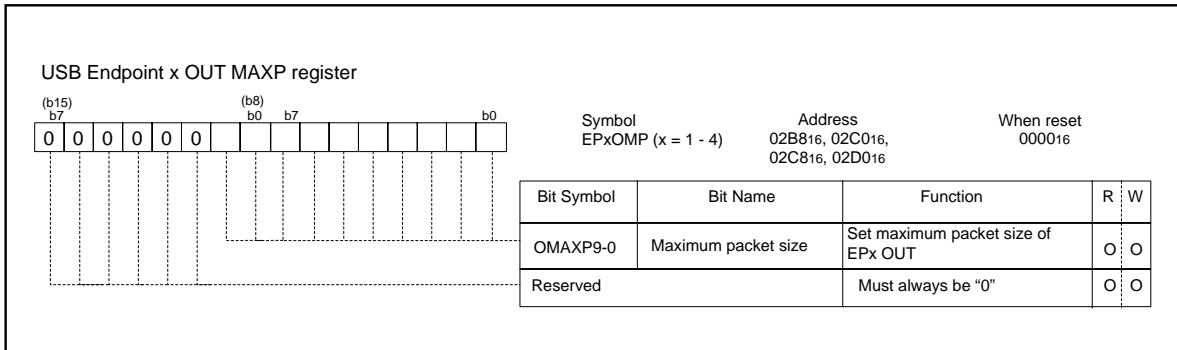 USB Endpoint x OUT MAXP register
(b15) (b8)
b7 b0 b7 b0
0 0 0 0 0 0
Symbol Address When reset
EPxOMP (x = 1 - 4) 02B816, 02C016, 000016
02C816, 02D016
Bit Symbol Bit Name Function R W
OMAXP9-0 Maximum packet size Set maximum packet size of EPx OUT O O
Reserved Must always be “0” O O